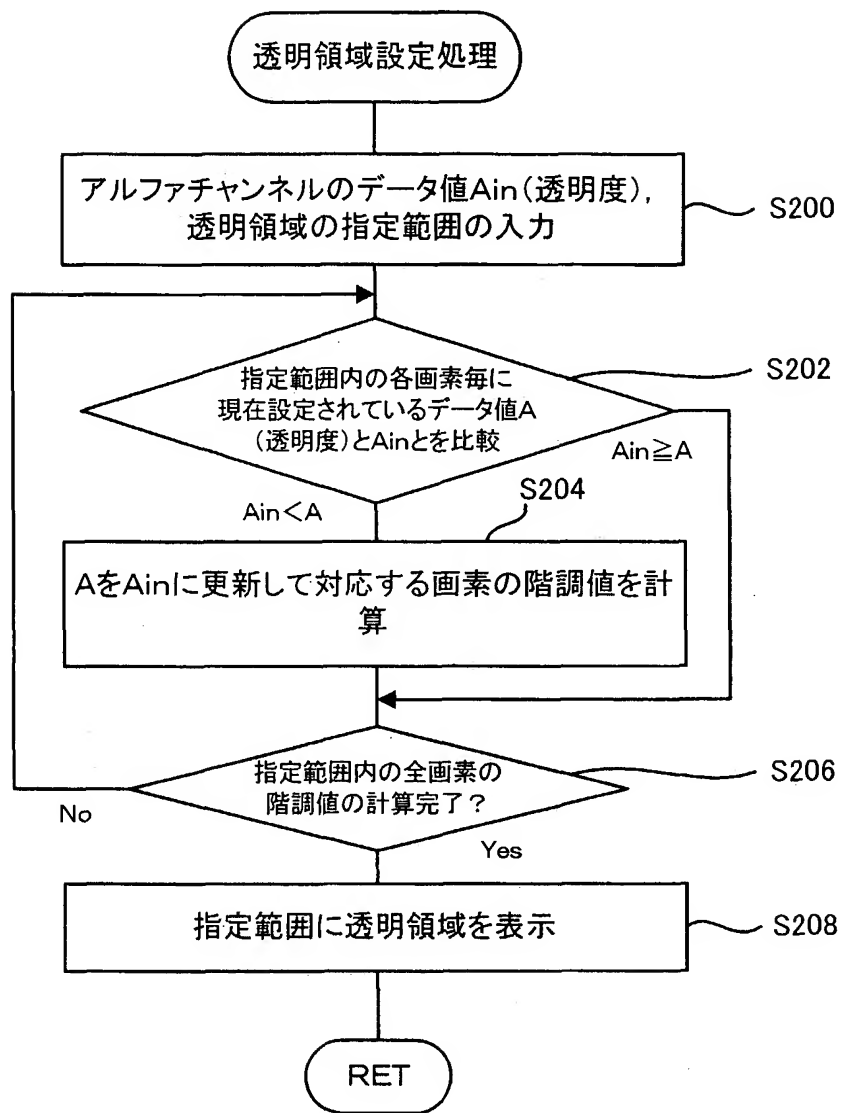 透明領域設定処理
アルファチャンネルのデータ値Ain(透明度),
透明領域の指定範囲の入力
S200
指定範囲内の各画素毎に
現在設定されているデータ値A
(透明度)とAinとを比較
S202
Ain≧A
Ain<A
S204
AをAinに更新して対応する画素の階調値を計
算
指定範囲内の全画素の
階調値の計算完了?
S206
No
Yes
指定範囲に透明領域を表示
S208
RET